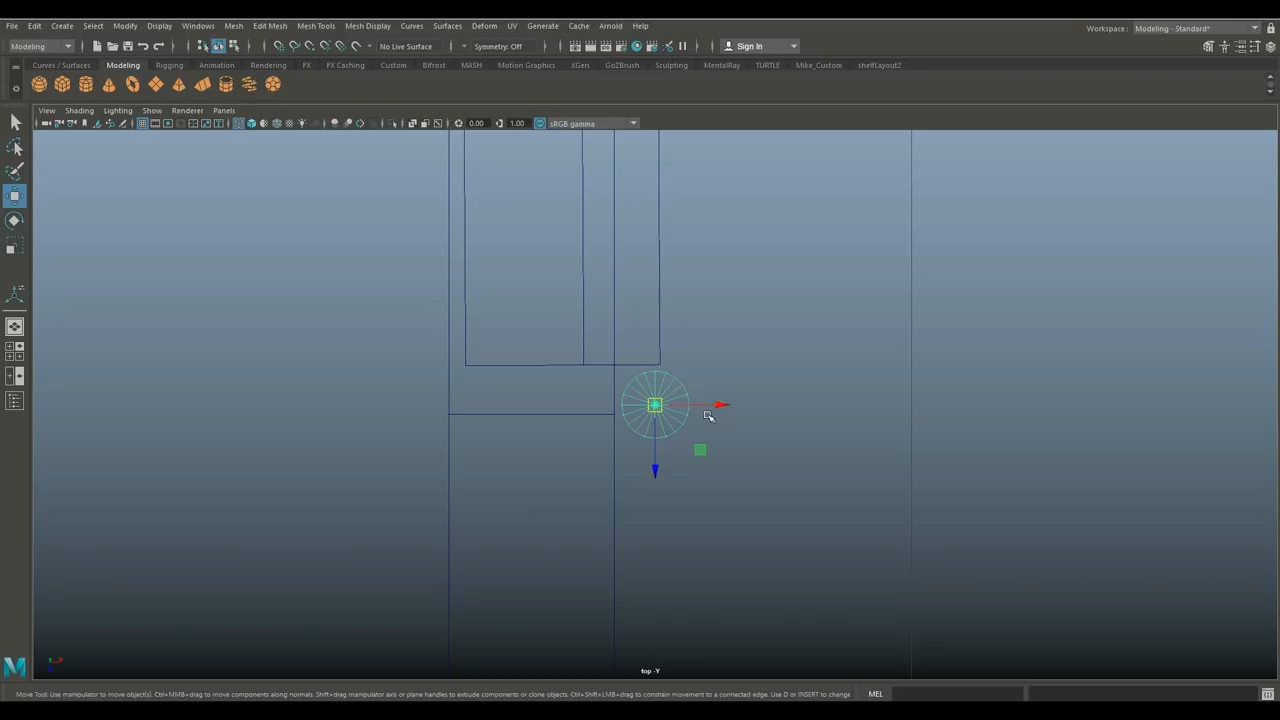 File Edit Create Select Modify Display Windows Mesh Edit Mesh Mesh Tools Mesh Display Curves Surfaces Deform UV Generate Cache Arnold Help
Workspace: Modeling - Standard*
Modeling No Live Surface Symmetry: Off Sign In
Curves / Surfaces Modeling Rigging Animation Rendering FX FX Caching Custom Bifrost MASH Motion Graphics XGen GoZBrush Sculpting MentalRay TURTLE Mike_Custom shelfLayout2
View Shading Lighting Show Renderer Panels
0.00 1.00 sRGB gamma
top -Y
Move Tool: Use manipulator to move object(s). Ctrl+MMB+drag to move components along normals. Shift+drag manipulator axis or plane handles to extrude components or clone objects. Ctrl+Shift+LMB+drag to constrain movement to a connected edge. Use D or INSERT to change MEL